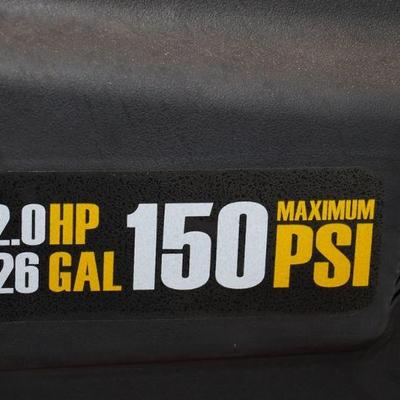 2.0 HP
26 GAL
150
MAXIMUM
PSI